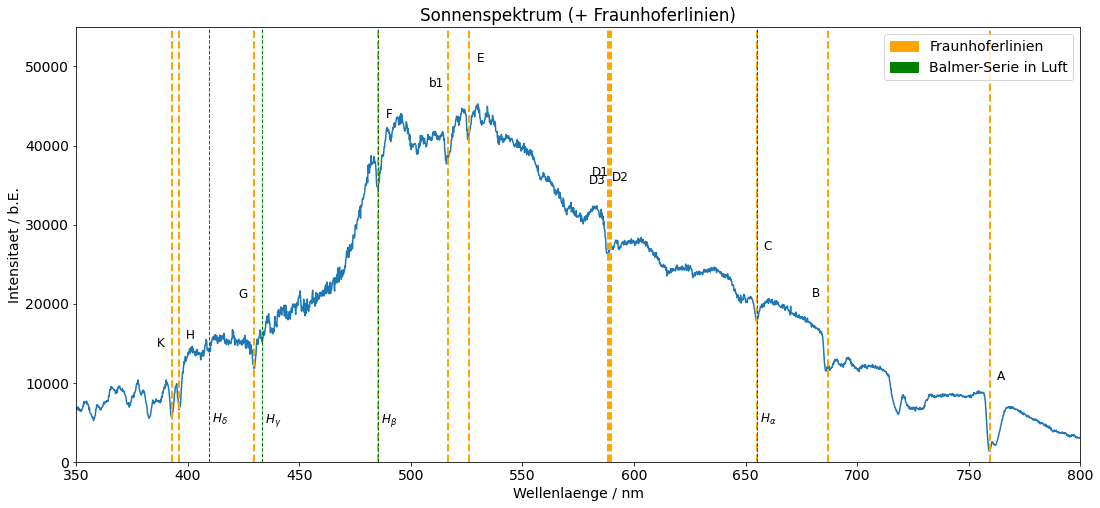 Sonnenspektrum (+ Fraunhoferlinien)
Fraunhoferlinien
Balmer-Serie in Luft
Intensitaet / b.E.
50000
40000
30000
20000
10000
0
E
b1
F
D1
D3
D2
C
G
B
H
K
A
Hδ
Hγ
Hβ
Hα
350
400
450
500
550
600
650
700
750
800
Wellenlaenge / nm